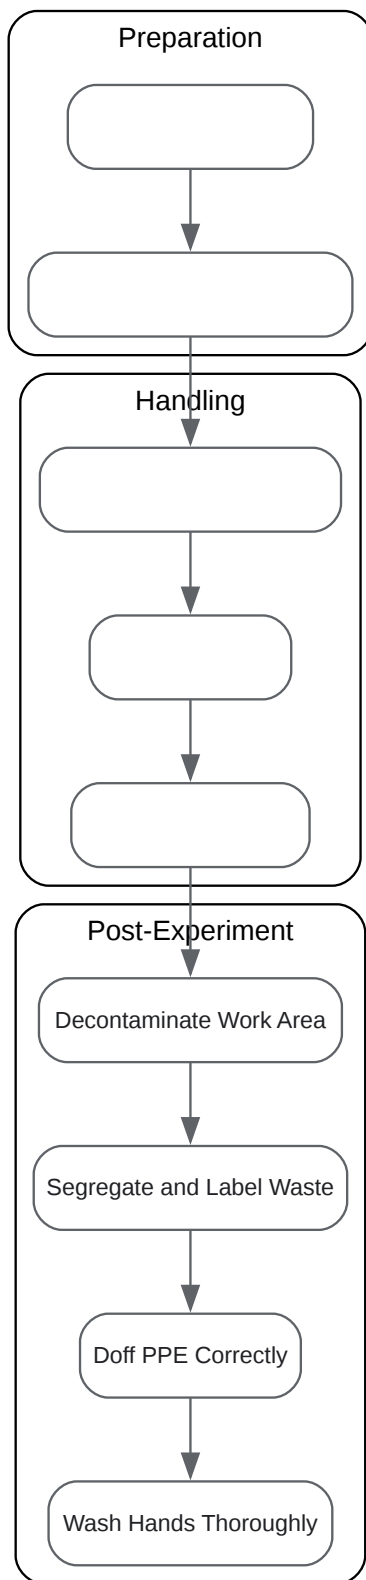 Preparation
Handling
Post-Experiment
Decontaminate Work Area
Segregate and Label Waste
Doff PPE Correctly
Wash Hands Thoroughly